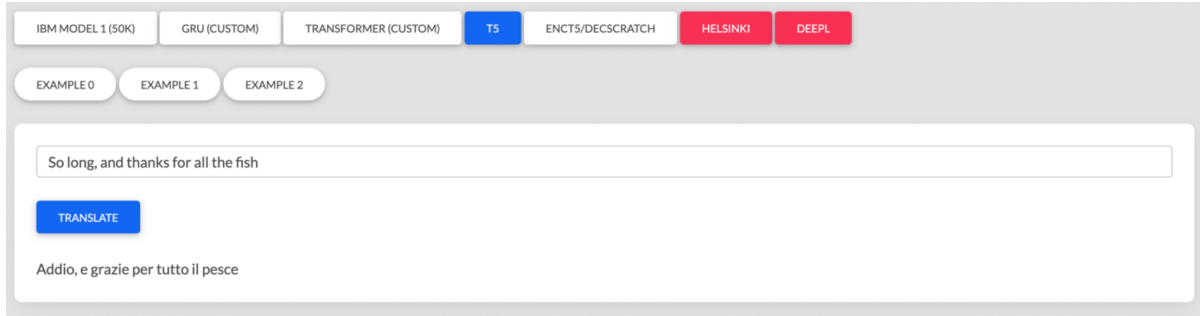 IBM MODEL 1 (50K) GRU (CUSTOM) TRANSFORMER (CUSTOM) T5 ENCT5/DECSCRATCH HELSINKI DEEPL
EXAMPLE 0 EXAMPLE 1 EXAMPLE 2
So long, and thanks for all the fish
TRANSLATE
Addio, e grazie per tutto il pesce